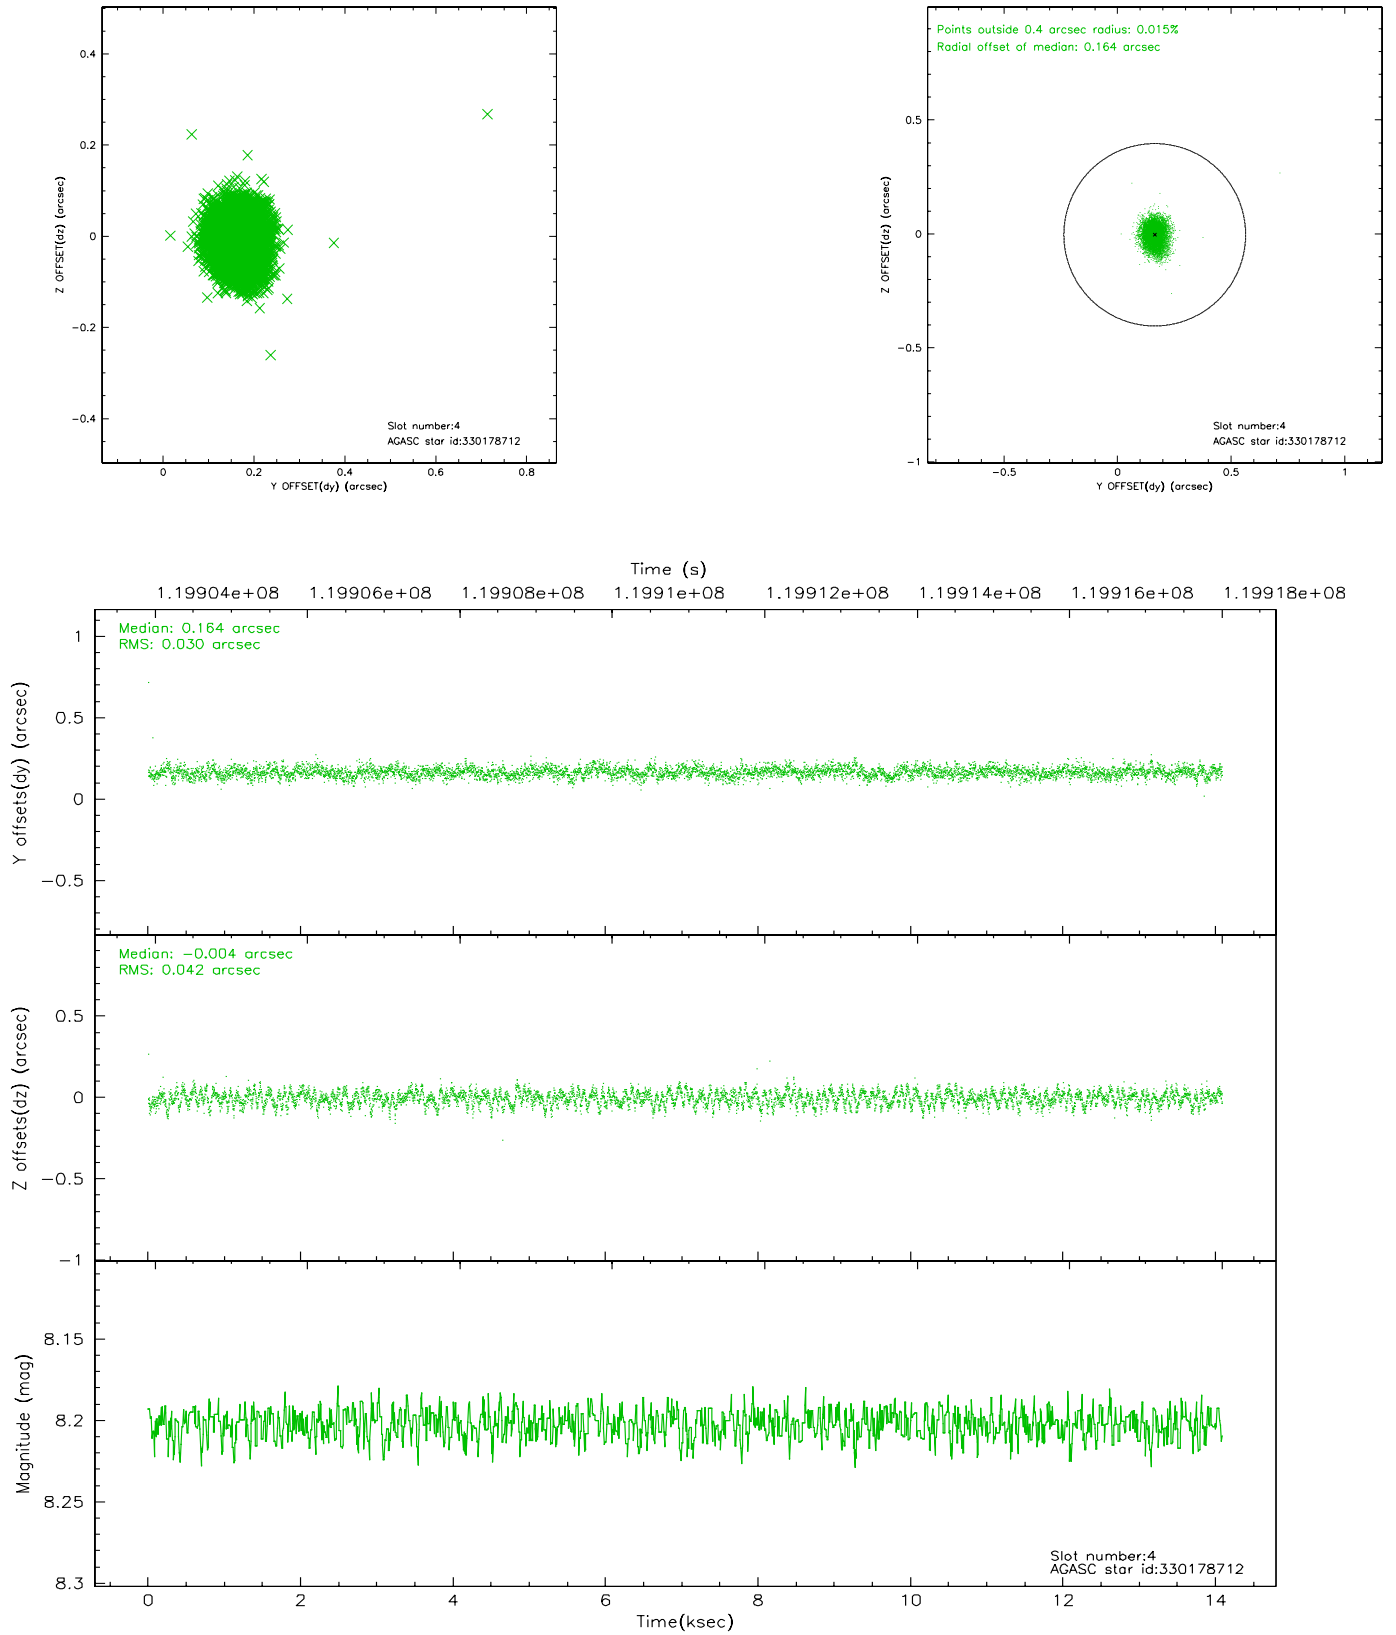 0.4
0.2
0
−0.2
−0.4
Z OFFSET(dz) (arcsec)
Slot number:4
AGASC star id:330178712
0 0.2 0.4 0.6 0.8
Y OFFSET(dy) (arcsec)
Points outside 0.4 arcsec radius: 0.015%
Radial offset of median: 0.164 arcsec
0.5
0
−0.5
−1
Z OFFSET(dz) (arcsec)
Slot number:4
AGASC star id:330178712
−0.5 0 0.5 1
Y OFFSET(dy) (arcsec)
Time (s)
1.19904e+08 1.19906e+08 1.19908e+08 1.1991e+08 1.19912e+08 1.19914e+08 1.19916e+08 1.19918e+08
Median: 0.164 arcsec
RMS: 0.030 arcsec
1
0.5
0
−0.5
Y offsets(dy) (arcsec)
Median: −0.004 arcsec
RMS: 0.042 arcsec
0.5
0
−0.5
−1
Z offsets(dz) (arcsec)
8.15
8.2
8.25
8.3
Magnitude (mag)
Slot number:4
AGASC star id:330178712
0 2 4 6 8 10 12 14
Time(ksec)